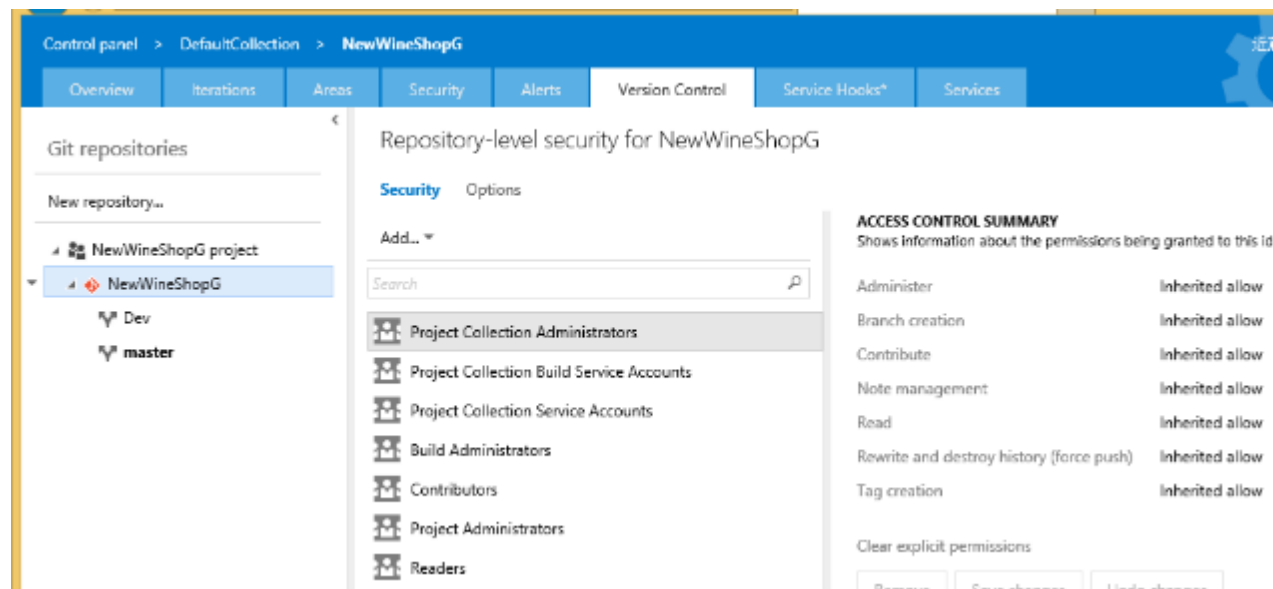 Control panel > DefaultCollection > NewWineShopG
Overview Iterations Areas Security Alerts Version Control Service Hooks* Services
Git repositories
New repository...
NewWineShopG project
NewWineShopG
Dev
master
Repository-level security for NewWineShopG
Security Options
Add...
Search
Project Collection Administrators
Project Collection Build Service Accounts
Project Collection Service Accounts
Build Administrators
Contributors
Project Administrators
Readers
ACCESS CONTROL SUMMARY
Shows information about the permissions being granted to this id
Administer Inherited allow
Branch creation Inherited allow
Contribute Inherited allow
Note management Inherited allow
Read Inherited allow
Rewrite and destroy history (force push) Inherited allow
Tag creation Inherited allow
Clear explicit permissions
Remove Save changes Undo changes